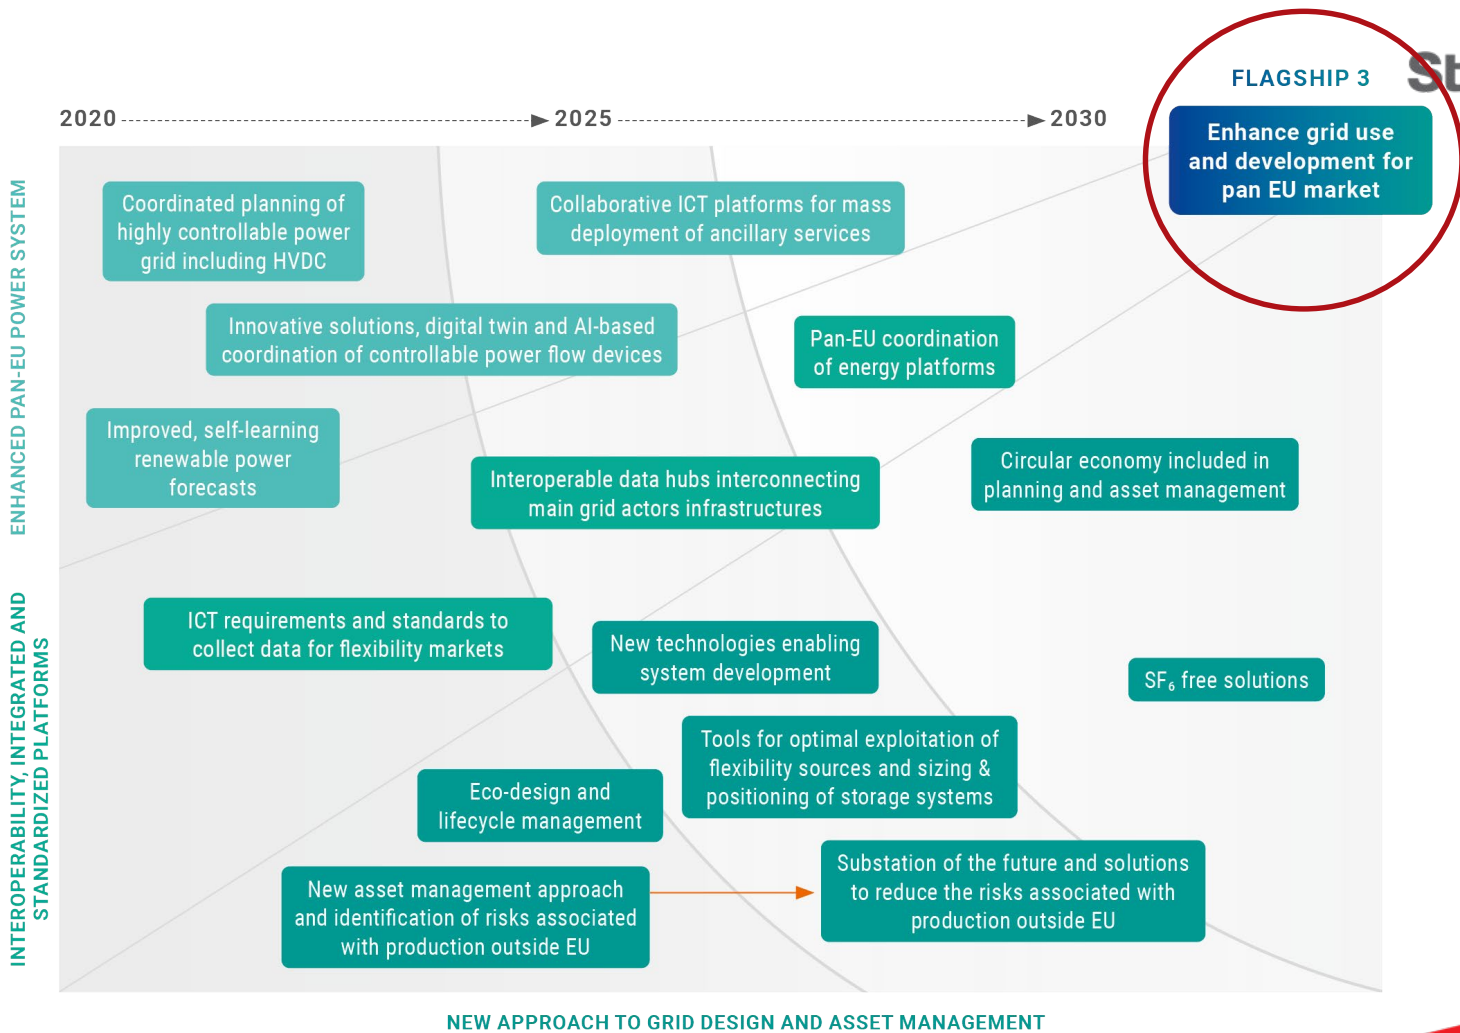 FLAGSHIP 3
St
2020
2025
2030
Enhance grid use
and development for
pan EU market
ENHANCED PAN-EU POWER SYSTEM
Coordinated planning of
highly controllable power
grid including HVDC
Collaborative ICT platforms for mass
deployment of ancillary services
Innovative solutions, digital twin and AI-based
coordination of controllable power flow devices
Pan-EU coordination
of energy platforms
Improved, self-learning
renewable power
forecasts
Interoperable data hubs interconnecting
main grid actors infrastructures
Circular economy included in
planning and asset management
INTEROPERABILITY, INTEGRATED AND
STANDARDIZED PLATFORMS
ICT requirements and standards to
collect data for flexibility markets
New technologies enabling
system development
SF₆ free solutions
Tools for optimal exploitation of
flexibility sources and sizing &
positioning of storage systems
Eco-design and
lifecycle management
New asset management approach
and identification of risks associated
with production outside EU
Substation of the future and solutions
to reduce the risks associated with
production outside EU
NEW APPROACH TO GRID DESIGN AND ASSET MANAGEMENT